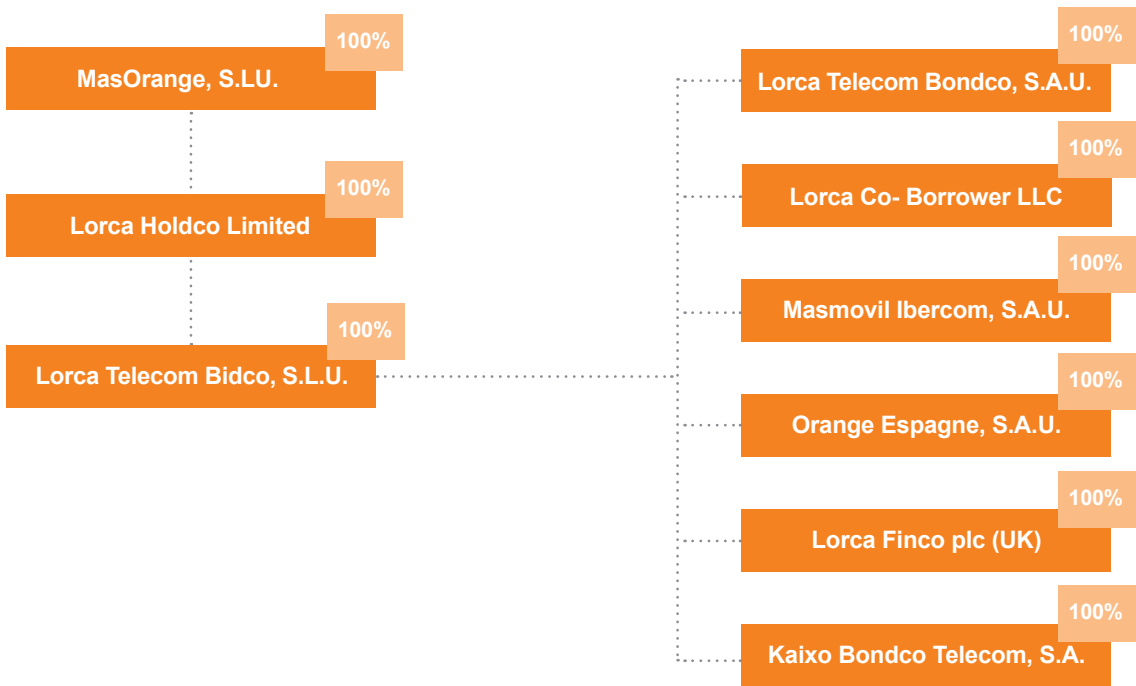 100%
MasOrange, S.LU.
100%
Lorca Holdco Limited
100%
Lorca Telecom Bidco, S.L.U.
100%
Lorca Telecom Bondco, S.A.U.
100%
Lorca Co- Borrower LLC
100%
Masmovil Ibercom, S.A.U.
100%
Orange Espagne, S.A.U.
100%
Lorca Finco plc (UK)
100%
Kaixo Bondco Telecom, S.A.